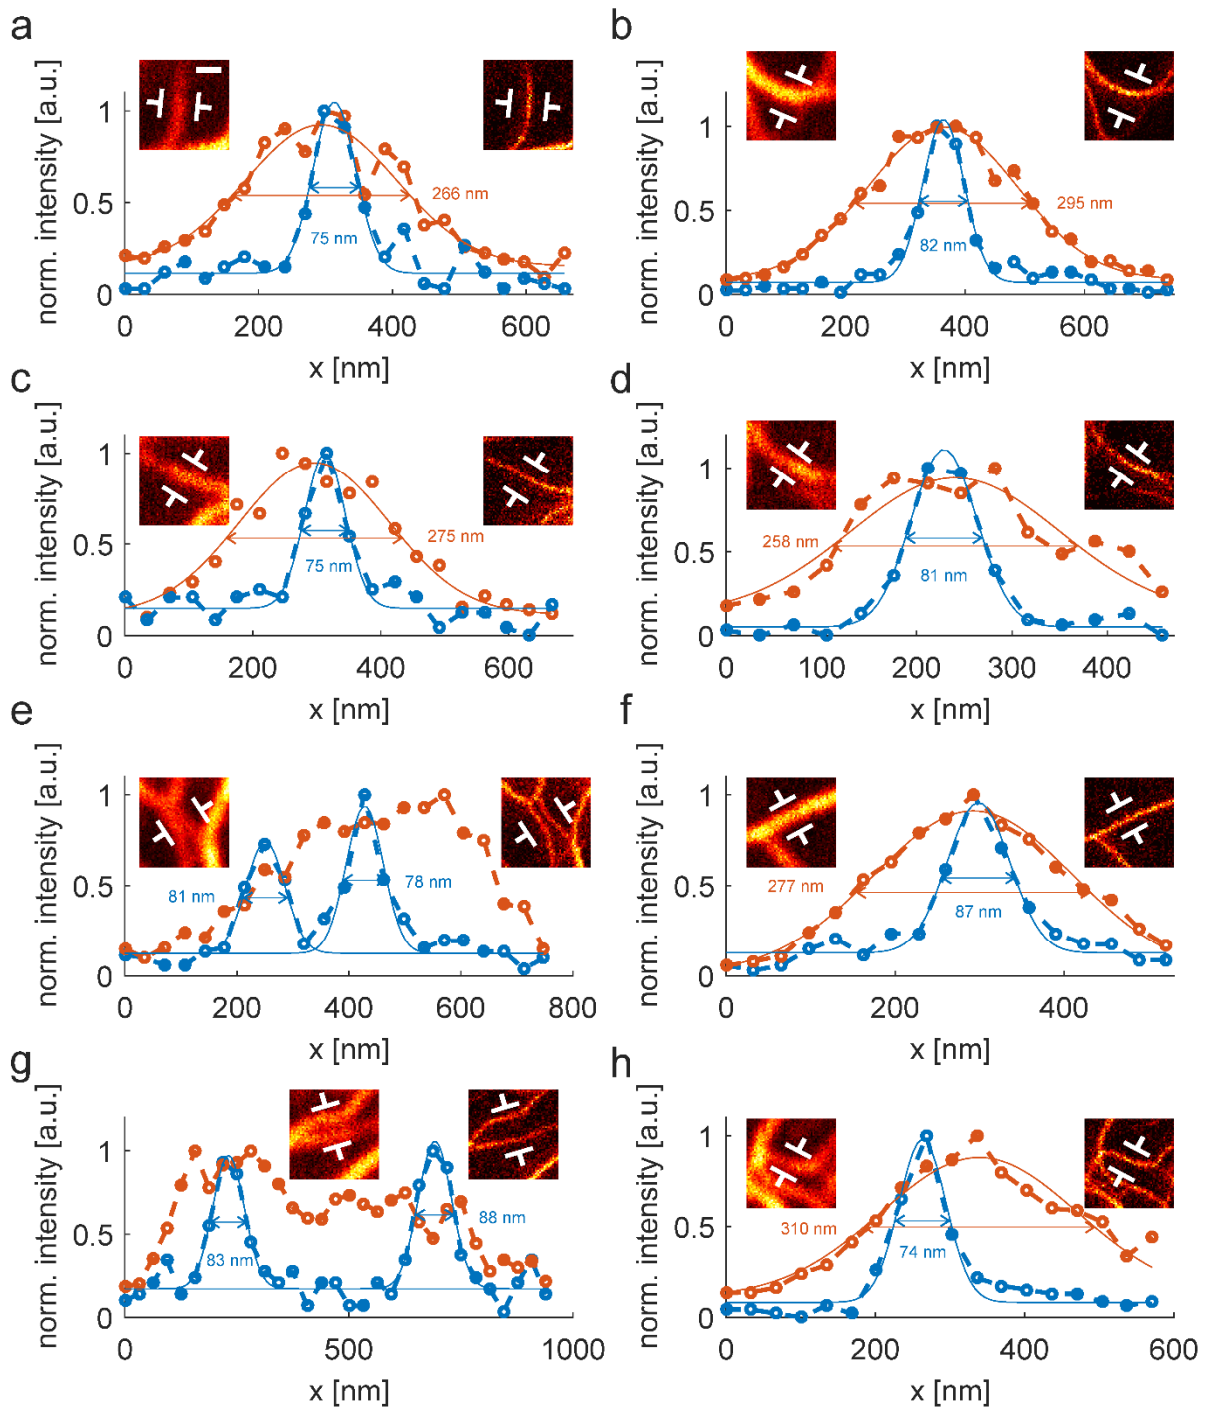 a
norm. intensity [a.u.]
1
0.5
0
266 nm
75 nm
0 200 400 600
x [nm]
b
norm. intensity [a.u.]
1
0.5
0
295 nm
82 nm
0 200 400 600
x [nm]
c
norm. intensity [a.u.]
1
0.5
0
275 nm
75 nm
0 200 400 600
x [nm]
d
norm. intensity [a.u.]
1
0.5
0
258 nm
81 nm
0 100 200 300 400
x [nm]
e
norm. intensity [a.u.]
1
0.5
0
81 nm
78 nm
0 200 400 600 800
x [nm]
f
norm. intensity [a.u.]
1
0.5
0
277 nm
87 nm
0 200 400
x [nm]
g
norm. intensity [a.u.]
1
0.5
0
83 nm
88 nm
0 500 1000
x [nm]
h
norm. intensity [a.u.]
1
0.5
0
310 nm
74 nm
0 200 400 600
x [nm]